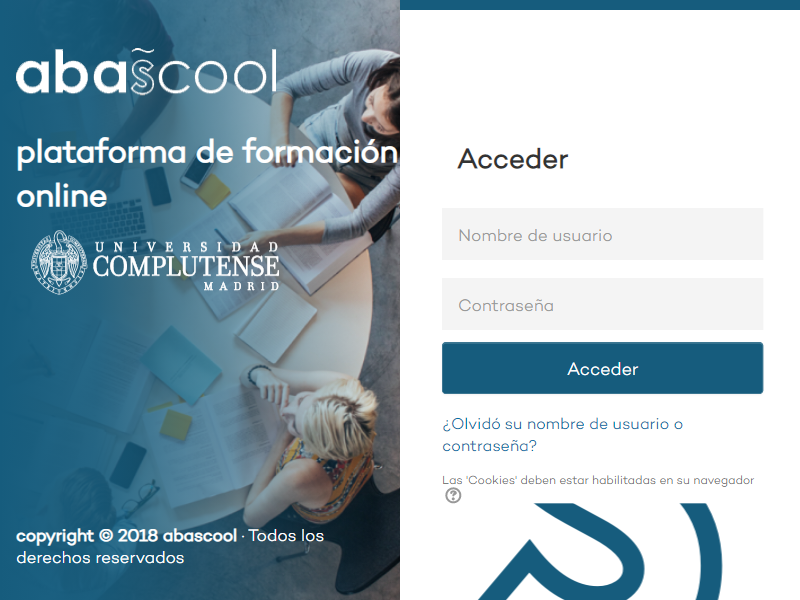 abascool
plataforma de formación
online
UNIVERSIDAD
COMPLUTENSE
MADRID
copyright © 2018 abascool · Todos los
derechos reservados
Acceder
Nombre de usuario
Contraseña
Acceder
¿Olvidó su nombre de usuario o
contraseña?
Las 'Cookies' deben estar habilitadas en su navegador
?